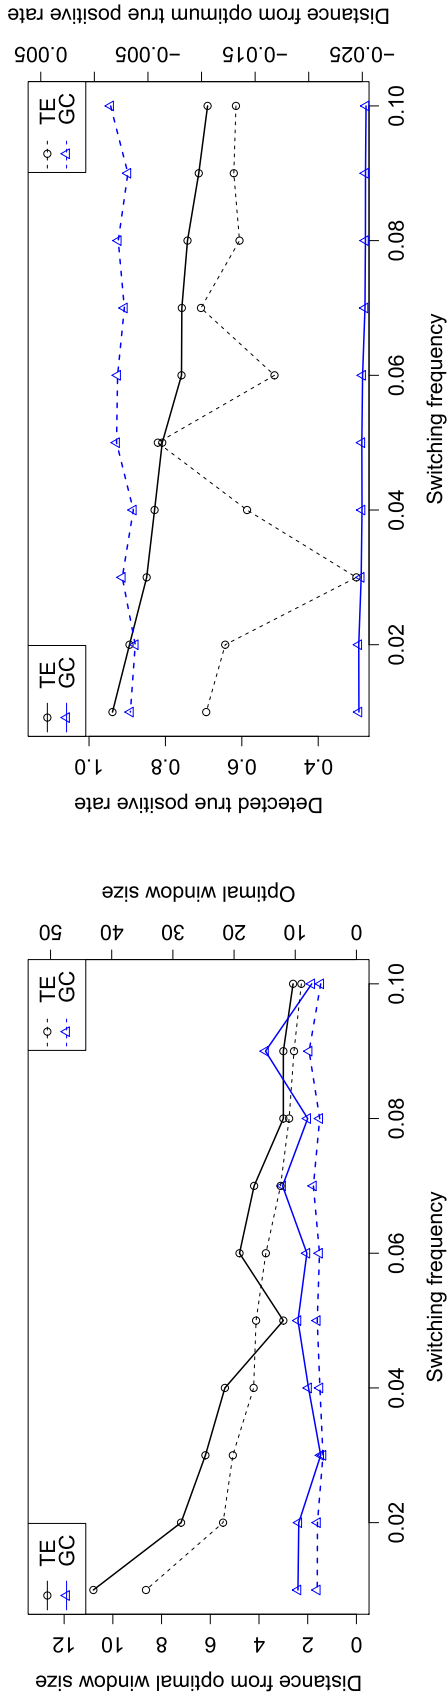 Distance from optimal window size
0 2 4 6 8 10 12
TE
GC
TE
GC
0.02 0.04 0.06 0.08 0.10
Switching frequency
0 10 20 30 40 50
Optimal window size
Detected true positive rate
0.4 0.6 0.8 1.0
TE
GC
TE
GC
0.02 0.04 0.06 0.08 0.10
Switching frequency
−0.025 −0.015 −0.005 0.005
Distance from optimum true positive rate